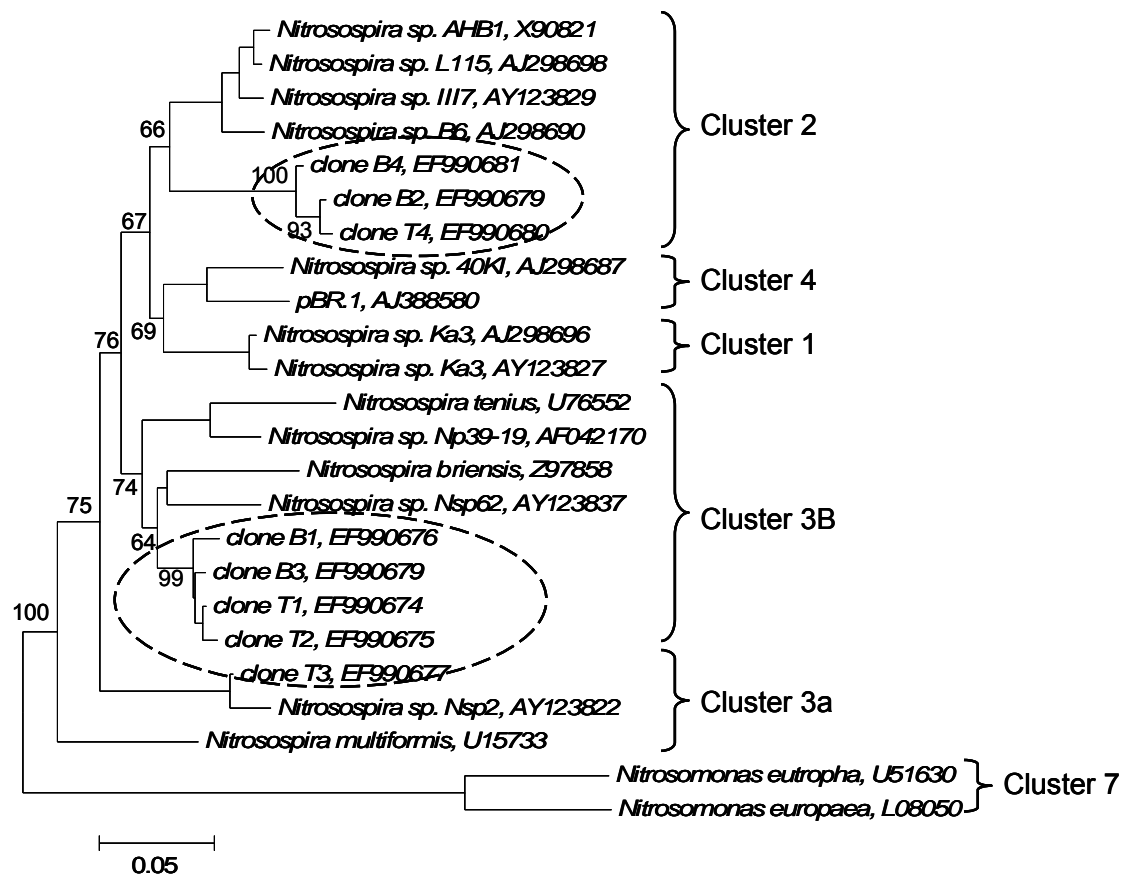 Nitrosospira sp. AHB1, X90821
Nitrosospira sp. L115, AJ298698
Nitrosospira sp. III7, AY123829
Cluster 2
66
Nitrosospira sp. B6, AJ298690
clone B4, EF990681
100
clone B2, EF990679
67
93
clone T4, EF990680
Nitrosospira sp. 40KI, AJ298687
Cluster 4
pBR.1, AJ388580
69
Nitrosospira sp. Ka3, AJ298696
76
Cluster 1
Nitrosospira sp. Ka3, AY123827
Nitrosospira tenius, U76552
Nitrosospira sp. Np39-19, AF042170
Nitrosospira briensis, Z97858
74
75
Nitrosospira sp. Nsp62, AY123837
Cluster 3B
clone B1, EF990676
64
clone B3, EF990679
99
clone T1, EF990674
100
clone T2, EF990675
clone T3, EF990677
Nitrosospira sp. Nsp2, AY123822
Cluster 3a
Nitrosospira multiformis, U15733
Nitrosomonas eutropha, U51630
Cluster 7
Nitrosomonas europaea, L08050
0.05